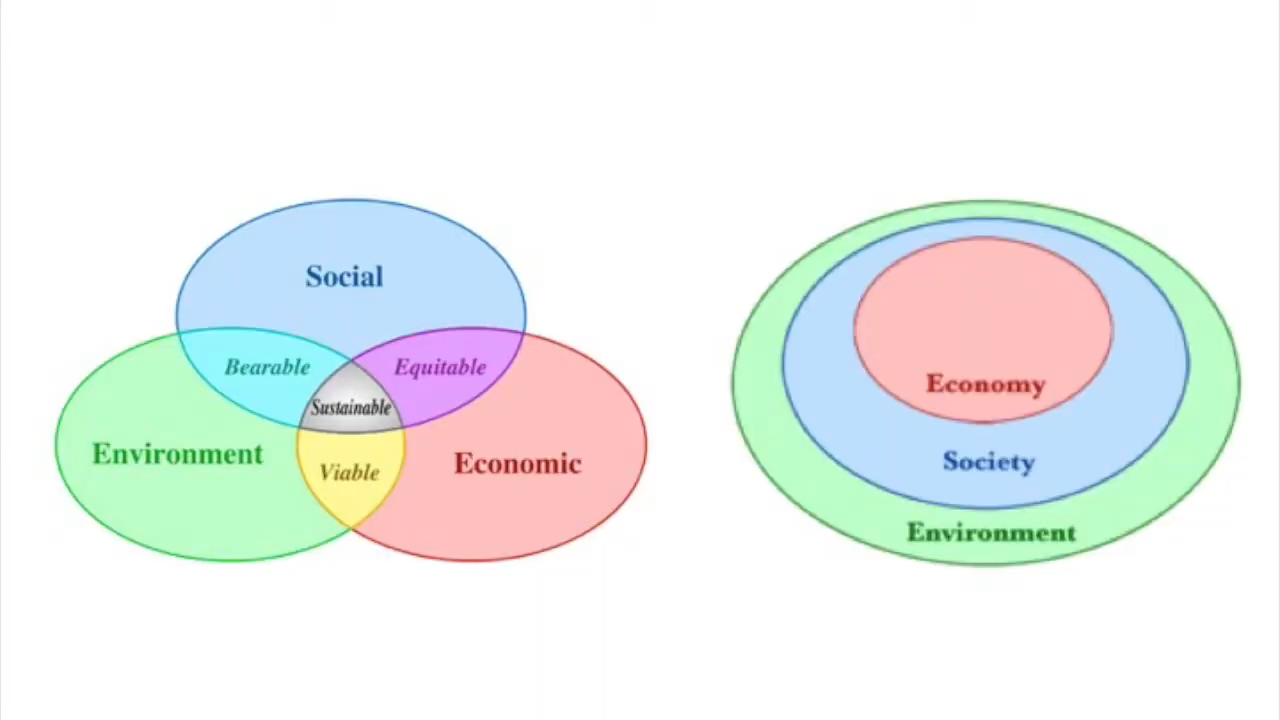 Social
Bearable
Equitable
Sustainable
Environment
Economic
Viable
Economy
Society
Environment